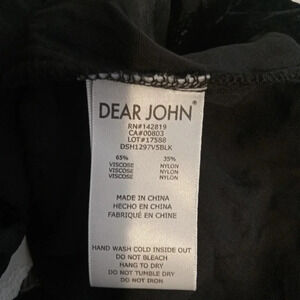 DEAR JOHN®
RN#142819
CA#00803
LOT#17588
DSH1297VSBLK
65% 35%
VISCOSE NYLON
VISCOSE NYLON
VISCOSE NYLON
MADE IN CHINA
HECHO EN CHINA
FABRIQUÉ EN CHINE
HAND WASH COLD INSIDE OUT
DO NOT BLEACH
HANG TO DRY
DO NOT TUMBLE DRY
DO NOT IRON